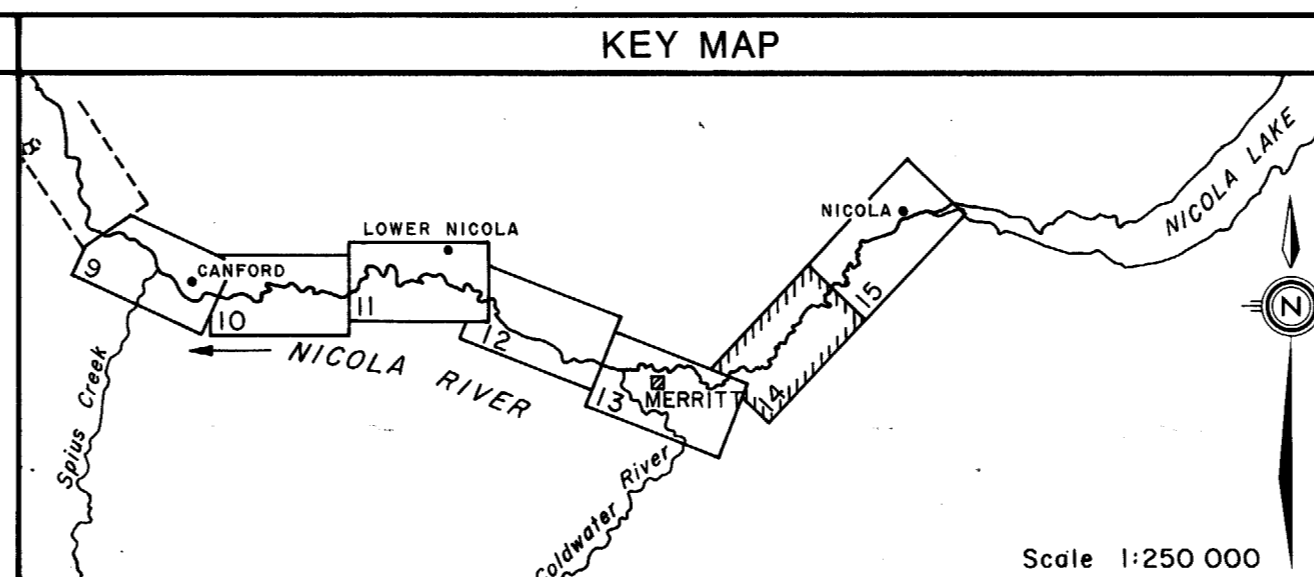 KEY MAP
8
NICOLA LAKE
NICOLA
LOWER NICOLA
9
CANFORD
10
11
12
15
N
NICOLA RIVER
13
MERRITT
14
Spius Creek
Coldwater River
Scale 1:250 000